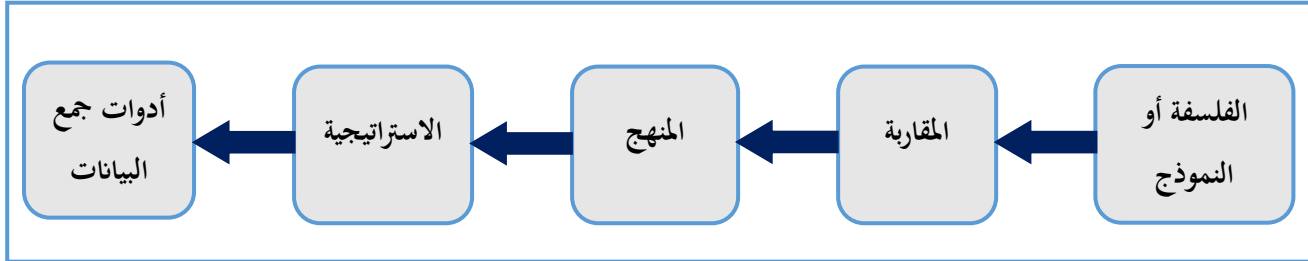 الفلسفة أو
النموذج
المقاربة
المنهج
الاستراتيجية
أدوات جمع
البيانات